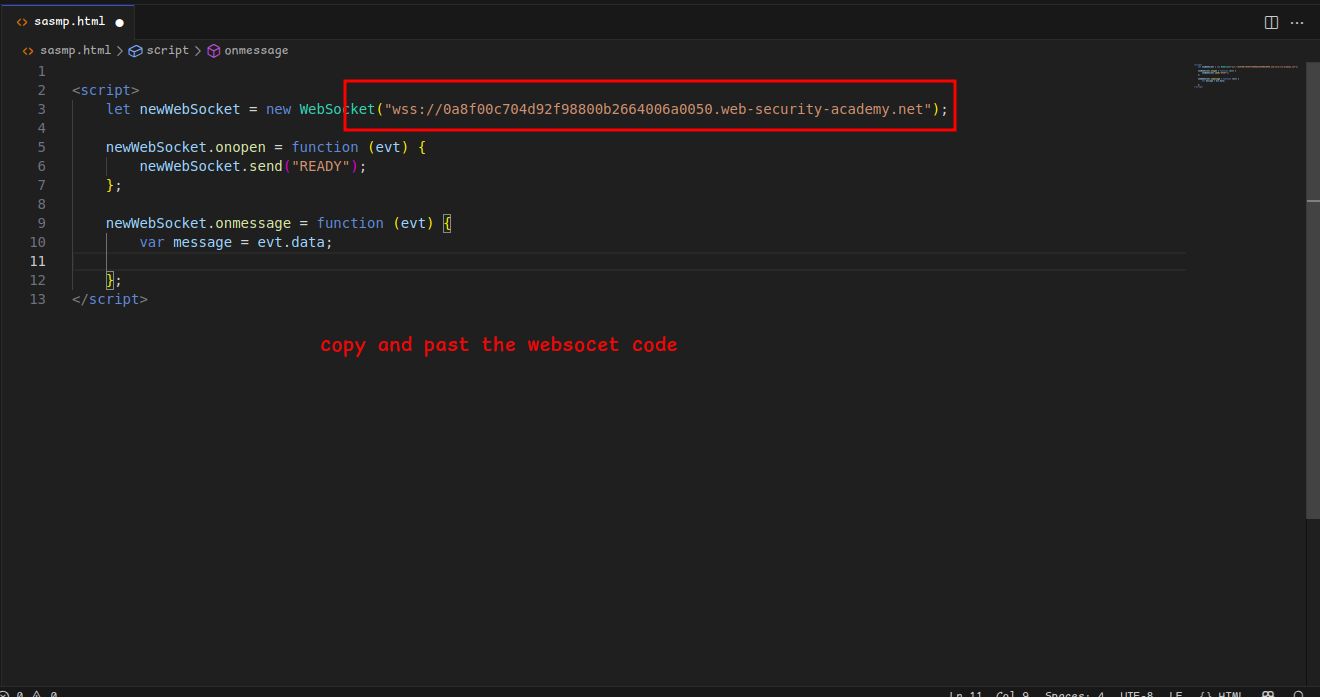 sasmp.html
sasmp.html > script > onmessage
1
2 <script>
3 let newWebSocket = new WebSocket("wss://0a8f00c704d92f98800b2664006a0050.web-security-academy.net");
4
5 newWebSocket.onopen = function (evt) {
6 newWebSocket.send("READY");
7 };
8
9 newWebSocket.onmessage = function (evt) {
10 var message = evt.data;
11
12 };
13 </script>
copy and past the websocet code
0 0 Ln 11, Col 9 Spaces: 4 UTF-8 LF {} HTML